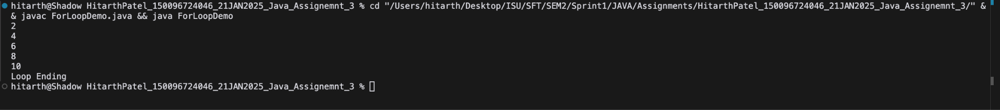 hitarth@Shadow HitarthPatel_150096724046_21JAN2025_Java_Assignemnt_3 % cd "/Users/hitarth/Desktop/ISU/SFT/SEM2/Sprint1/JAVA/Assignments/HitarthPatel_150096724046_21JAN2025_Java_Assignemnt_3/" &
& javac ForLoopDemo.java && java ForLoopDemo
2
4
6
8
10
Loop Ending
hitarth@Shadow HitarthPatel_150096724046_21JAN2025_Java_Assignemnt_3 %